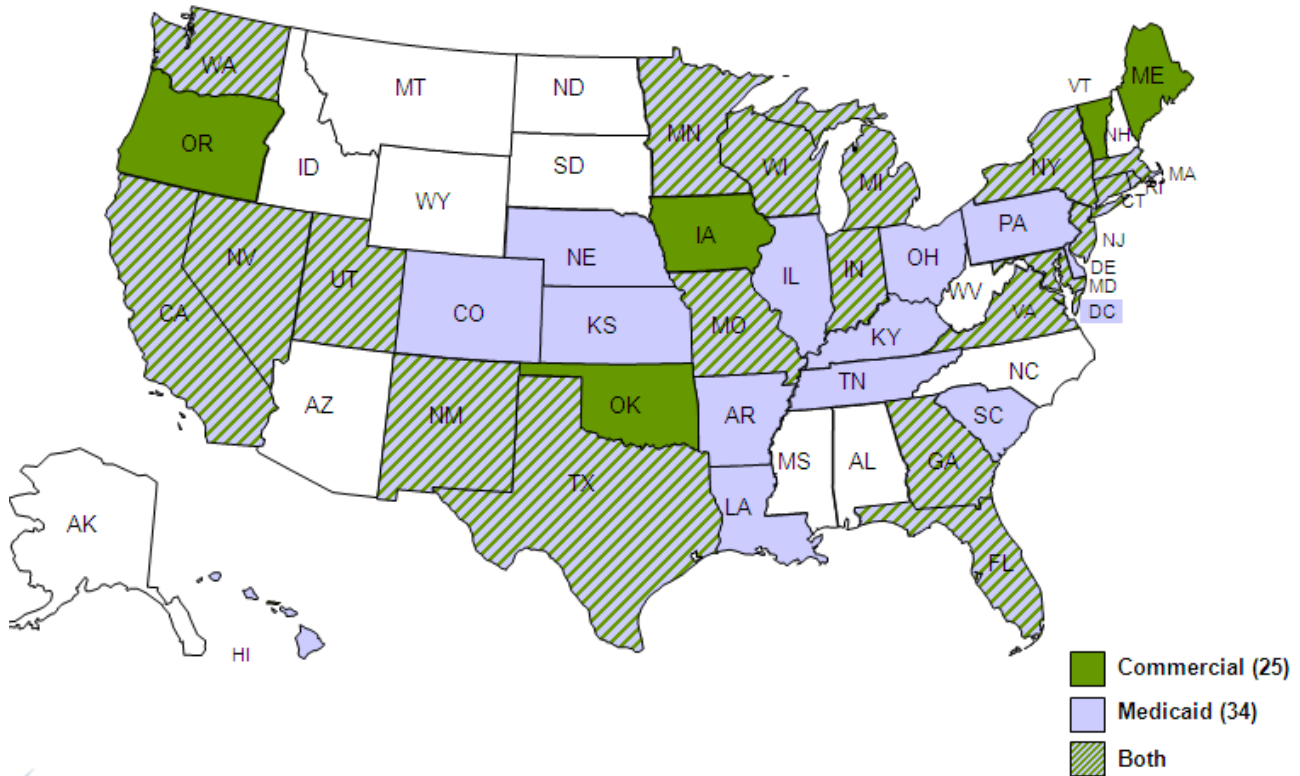 WA
MT
ND
MN
VT
ME
OR
ID
SD
WI
MI
NY
NH
MA
RI
CT
WY
IA
PA
NJ
NV
UT
NE
IL
IN
OH
DE
MD
CA
CO
KS
MO
WV
VA
DC
KY
AZ
NM
OK
AR
TN
NC
SC
TX
LA
MS
AL
GA
AK
FL
HI
Commercial (25)
Medicaid (34)
Both